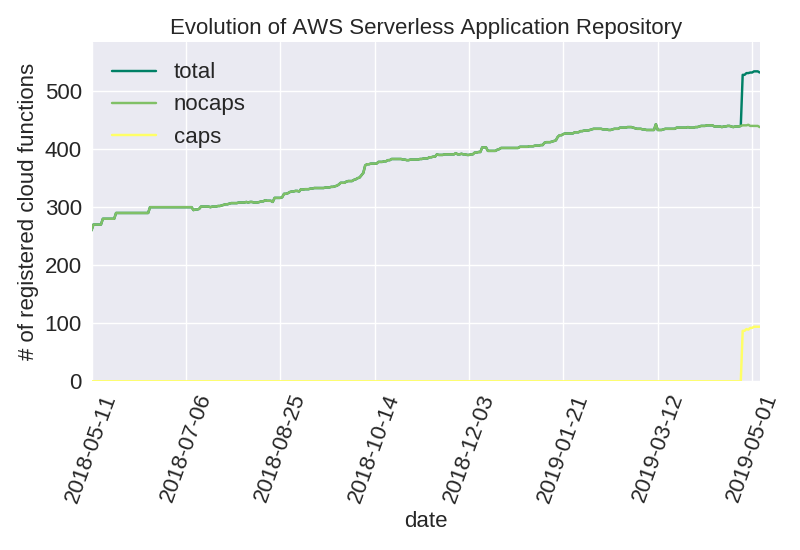 Evolution of AWS Serverless Application Repository
# of registered cloud functions
total
nocaps
caps
500
400
300
200
100
0
2018-05-11
2018-07-06
2018-08-25
2018-10-14
2018-12-03
2019-01-21
2019-03-12
2019-05-01
date